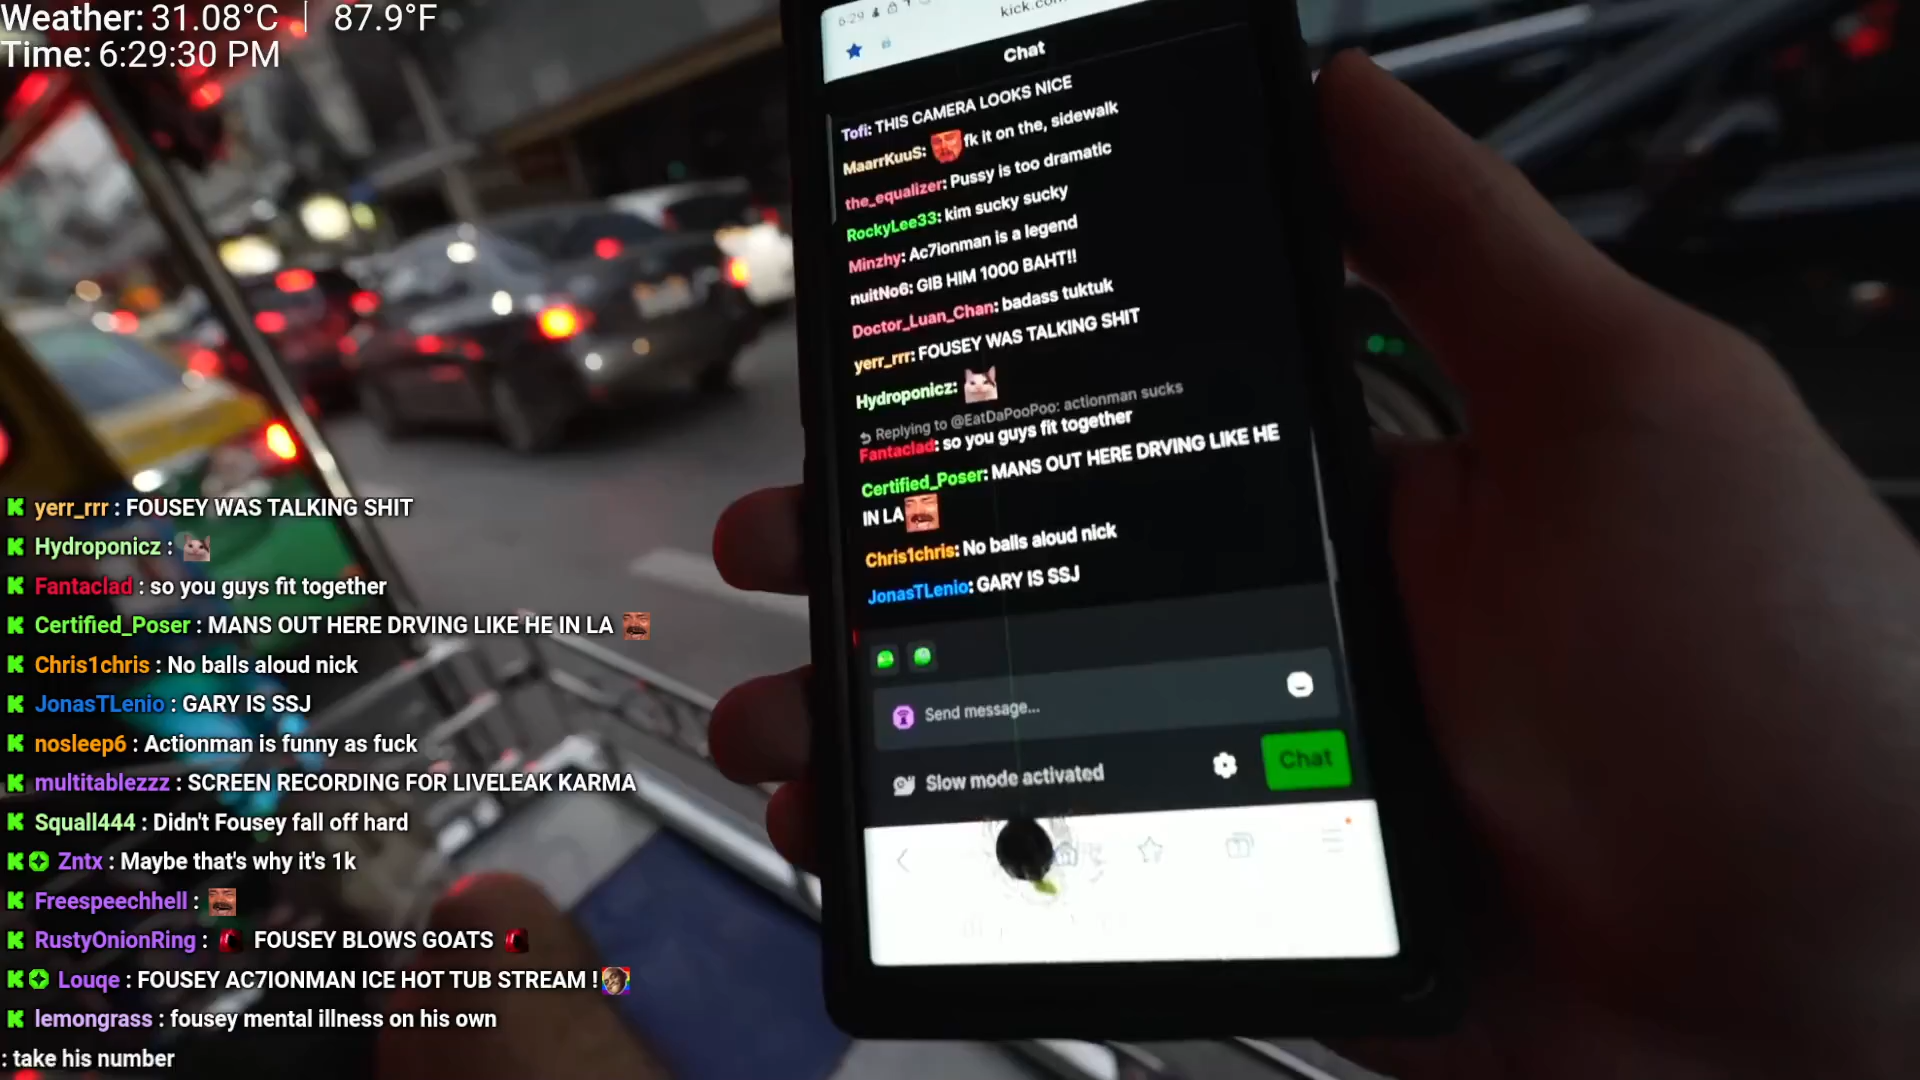 Weather: 31.08°C | 87.9°F
Time: 6:29:30 PM
6:29
Chat
Tofi: THIS CAMERA LOOKS NICE
MaarrKuuS: fk it on the, sidewalk
the_equalizer: Pussy is too dramatic
RockyLee33: kim sucky sucky
Minzhy: Ac7ionman is a legend
nuitNo6: GIB HIM 1000 BAHT!!
Doctor_Luan_Chan: badass tuktuk
yerr_rrr: FOUSEY WAS TALKING SHIT
Hydroponicz:
Replying to @EatDaPooPoo: actionman sucks
Fantaclad: so you guys fit together
Certified_Poser: MANS OUT HERE DRVING LIKE HE
IN LA
Chris1chris: No balls aloud nick
JonasTLenio: GARY IS SSJ
Send message...
Slow mode activated
Chat
yerr_rrr : FOUSEY WAS TALKING SHIT
Hydroponicz :
Fantaclad : so you guys fit together
Certified_Poser : MANS OUT HERE DRVING LIKE HE IN LA
Chris1chris : No balls aloud nick
JonasTLenio : GARY IS SSJ
nosleep6 : Actionman is funny as fuck
multitablezzz : SCREEN RECORDING FOR LIVELEAK KARMA
Squall444 : Didn't Fousey fall off hard
Zntx : Maybe that's why it's 1k
Freespeechhell :
RustyOnionRing : FOUSEY BLOWS GOATS
Louqe : FOUSEY AC7IONMAN ICE HOT TUB STREAM !
lemongrass : fousey mental illness on his own
: take his number